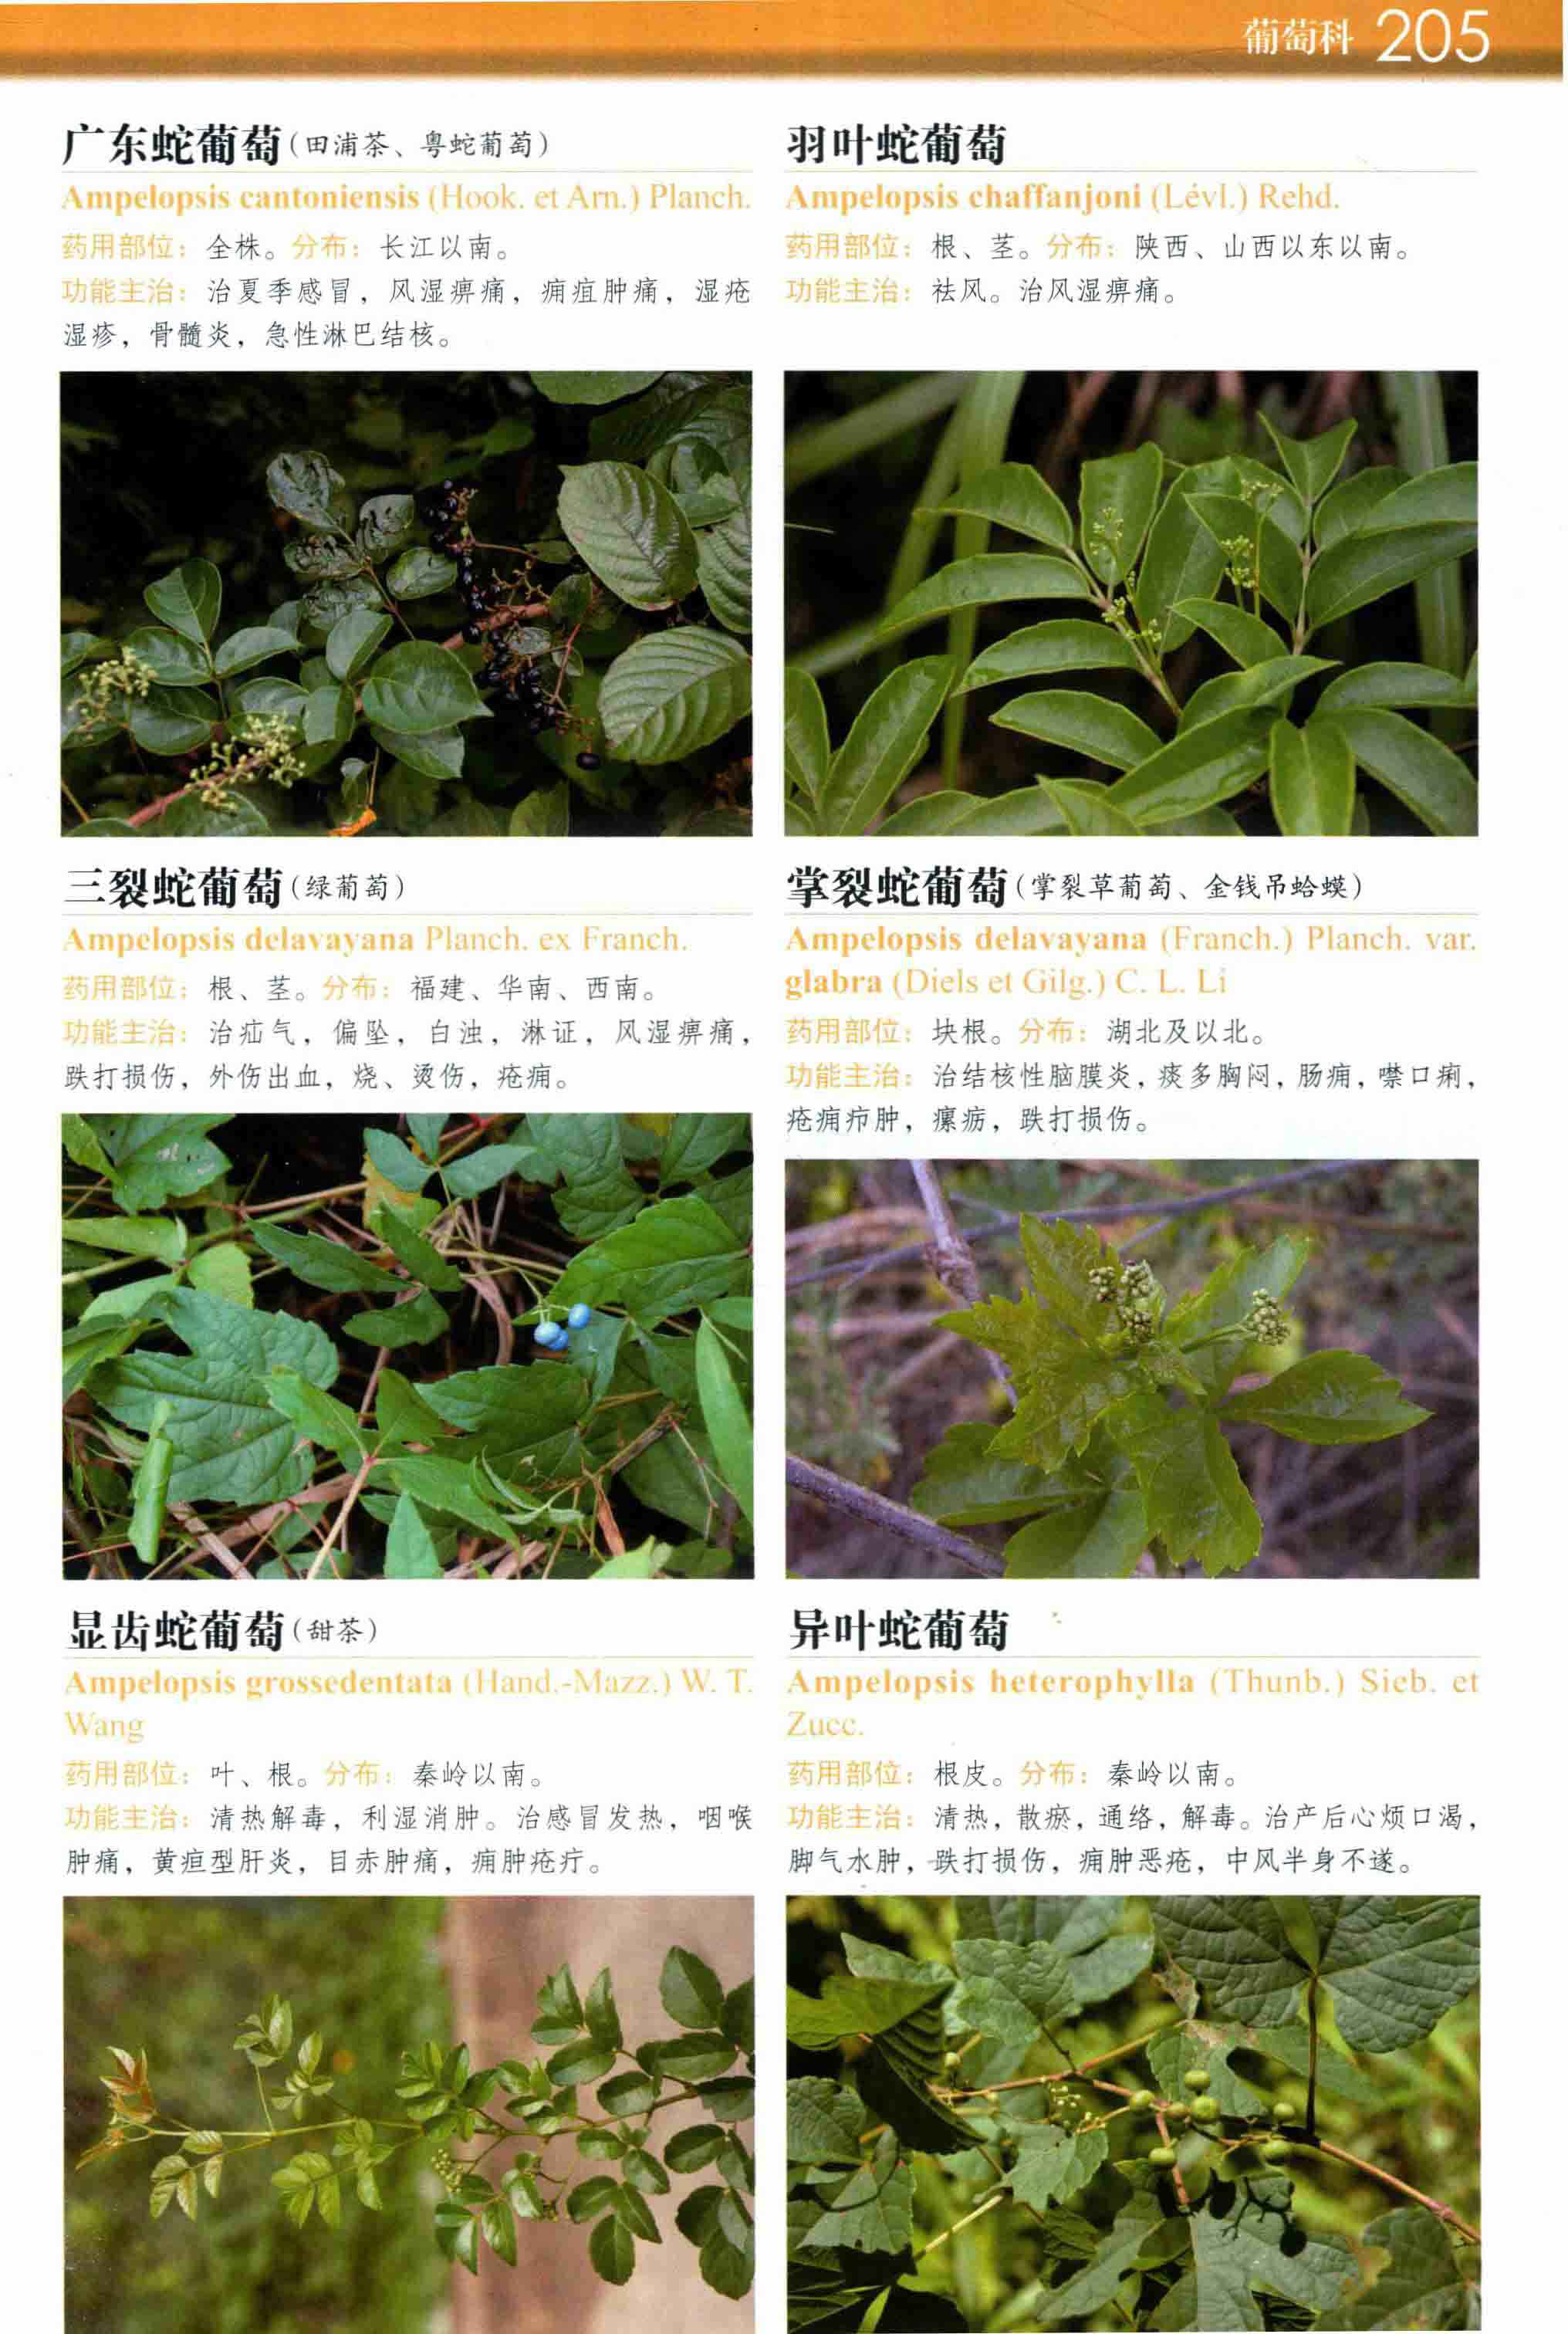 葡萄科 205
广东蛇葡萄(田浦茶、粤蛇葡萄)
Ampelopsis cantoniensis (Hook. et Arn.) Planch.
药用部位：全株。分布：长江以南。
功能主治：治夏季感冒，风湿痹痛，痈疽肿痛，湿疮
湿疹，骨髓炎，急性淋巴结核。
羽叶蛇葡萄
Ampelopsis chaffanjoni (Lévl.) Rehd.
药用部位：根、茎。分布：陕西、山西以东以南。
功能主治：祛风。治风湿痹痛。
三裂蛇葡萄(绿葡萄)
Ampelopsis delavayana Planch. ex Franch.
药用部位：根、茎。分布：福建、华南、西南。
功能主治：治疝气，偏坠，白浊，淋证，风湿痹痛，
跌打损伤，外伤出血，烧、烫伤，疮痈。
掌裂蛇葡萄(掌裂草葡萄、金钱吊蛤蟆)
Ampelopsis delavayana (Franch.) Planch. var.
glabra (Diels et Gilg.) C. L. Li
药用部位：块根。分布：湖北及以北。
功能主治：治结核性脑膜炎，痰多胸闷，肠痈，噤口痢，
疮痈疖肿，瘰疬，跌打损伤。
显齿蛇葡萄(甜茶)
Ampelopsis grossedentata (Hand.-Mazz.) W. T.
Wang
药用部位：叶、根。分布：秦岭以南。
功能主治：清热解毒，利湿消肿。治感冒发热，咽喉
肿痛，黄疸型肝炎，目赤肿痛，痈肿疮疖。
异叶蛇葡萄
Ampelopsis heterophylla (Thunb.) Sieb. et
Zucc.
药用部位：根皮。分布：秦岭以南。
功能主治：清热，散瘀，通络，解毒。治产后心烦口渴，
脚气水肿，跌打损伤，痈肿恶疮，中风半身不遂。